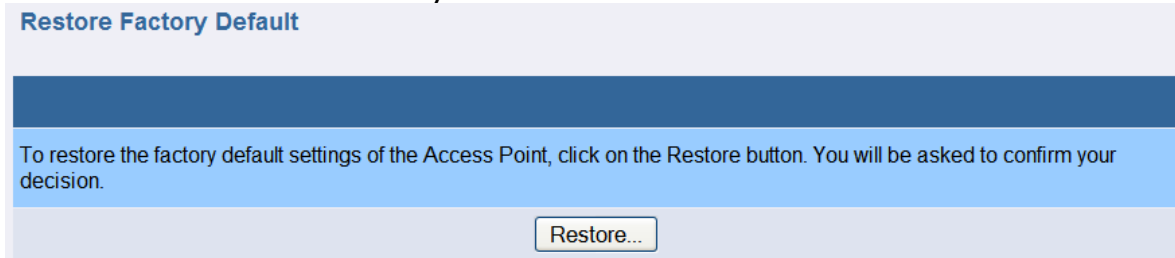 Restore Factory Default
To restore the factory default settings of the Access Point, click on the Restore button. You will be asked to confirm your
decision.
Restore...